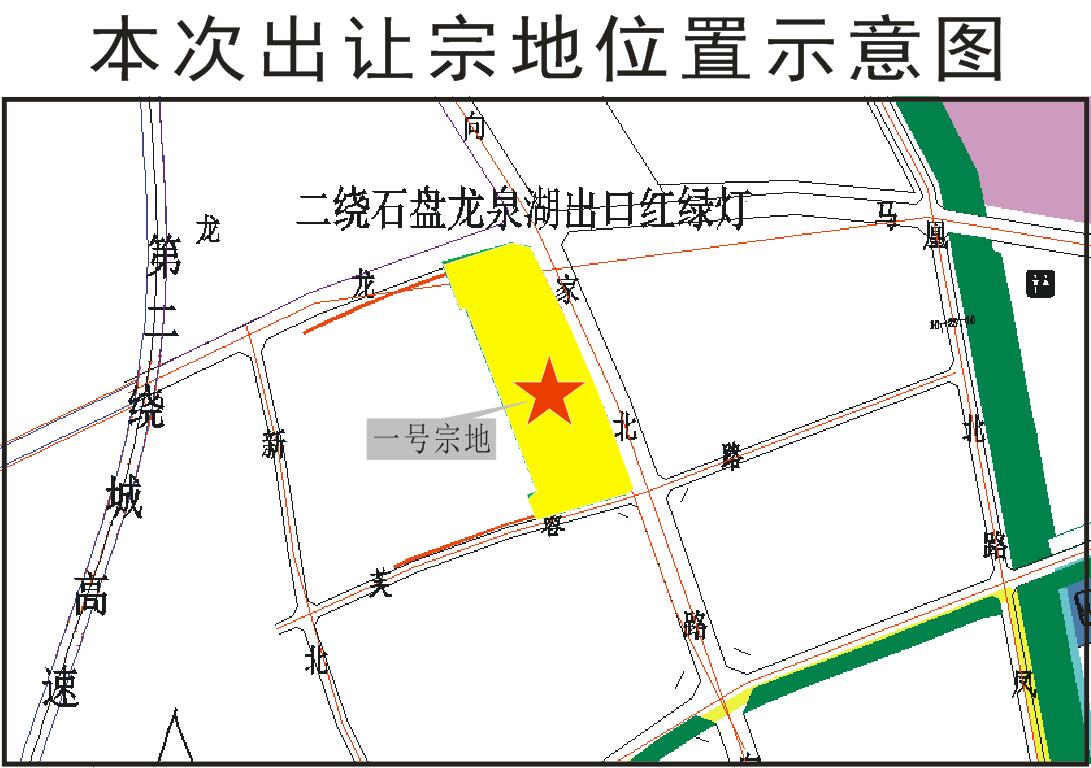 本次出让宗地位置示意图
向
二绕石盘龙泉湖出口红绿灯
龙
马
凰
第二绕城高速
龙
家
一号宗地
新
北
路
北
容
路
芙
路
北
凤